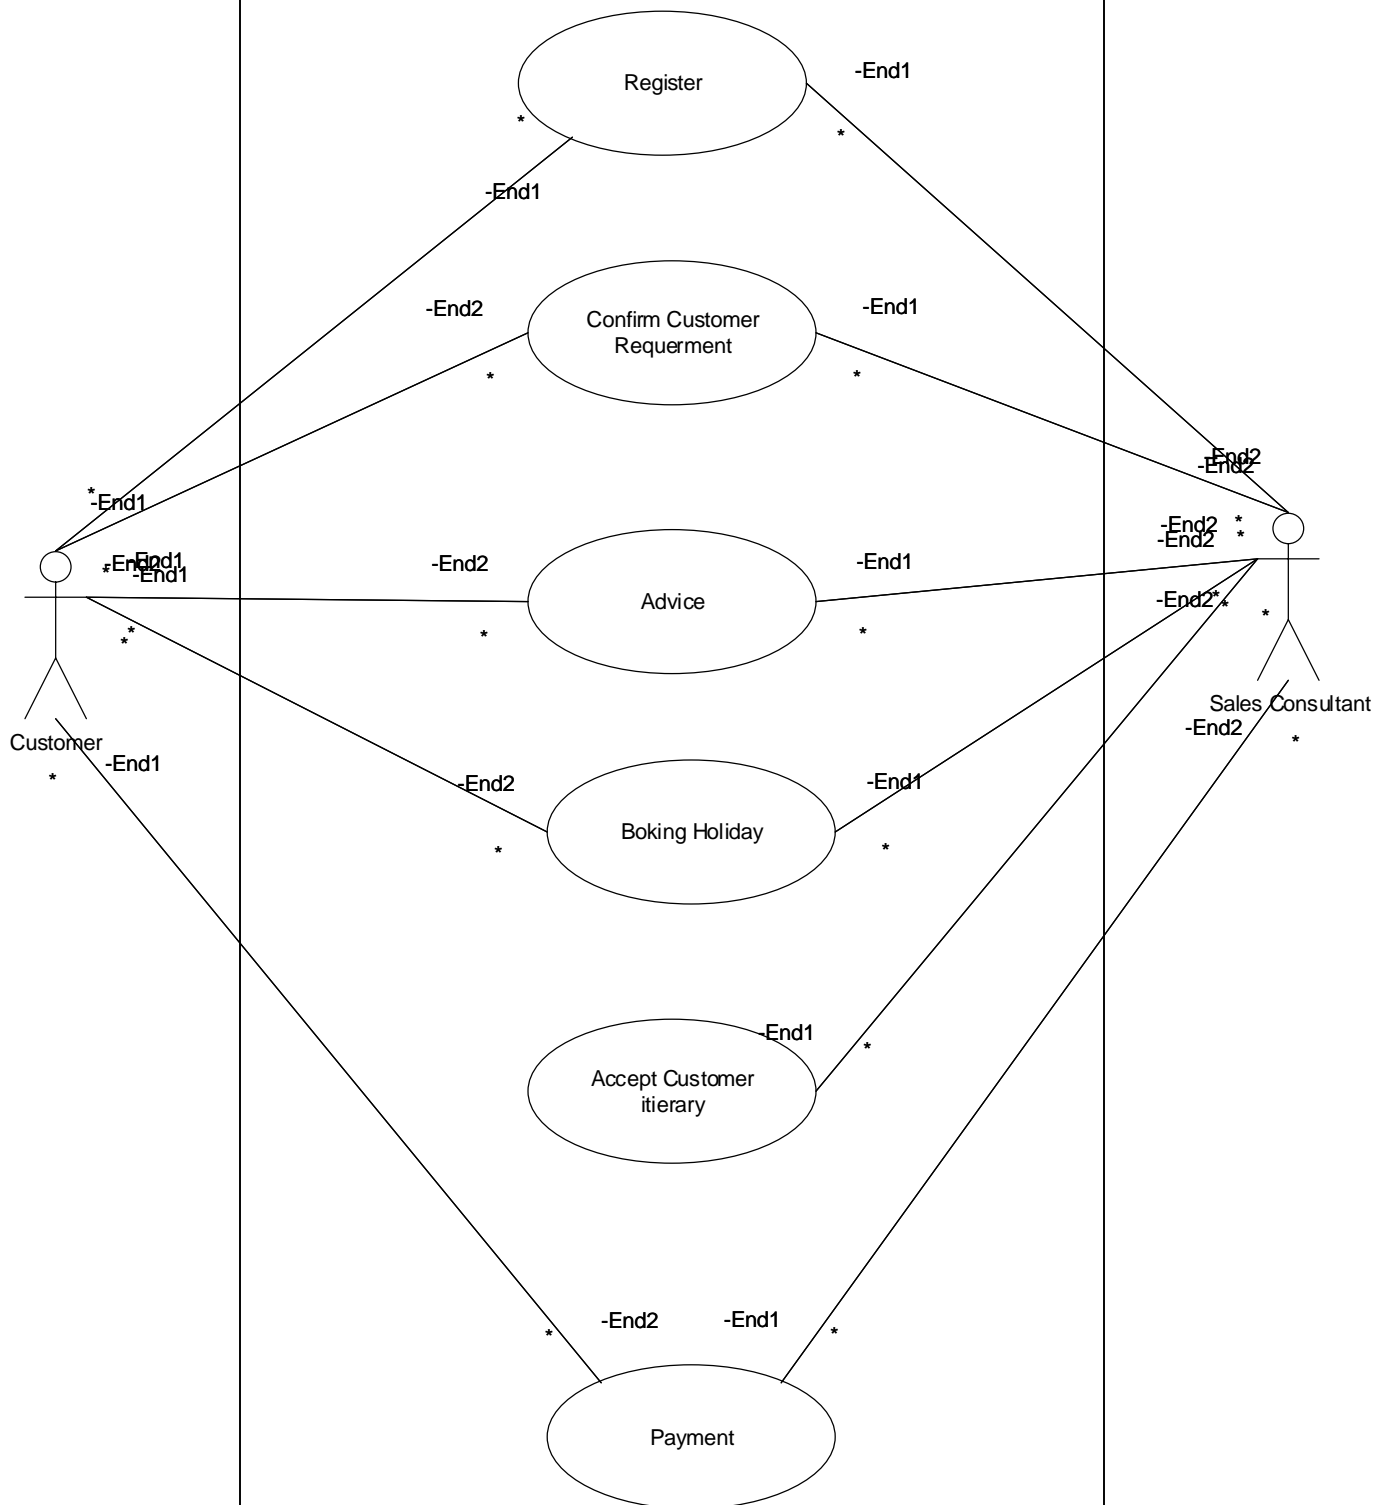 Register
-End1
*
*
-End1
-End2
Confirm Customer
Requerment
-End1
*
*
-End2
-End2
*
-End1
-End2
*
-End2
*
-End1
-End2
*
-End1
-End2
Advice
-End1
-End2
*
*
*
*
*
*
*
*
Sales Consultant
-End2
*
Customer
-End1
*
-End2
Boking Holiday
-End1
*
*
-End1
*
Accept Customer
itierary
-End2
-End1
*
*
Payment